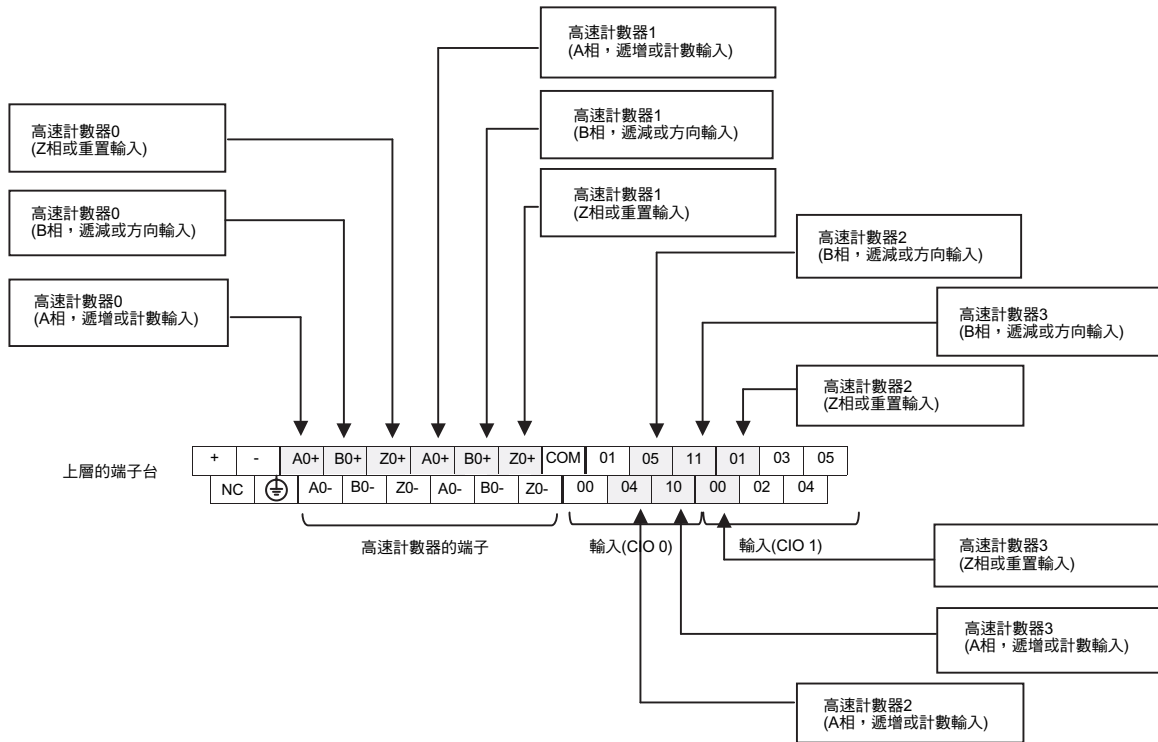 高速計數器1
(A相，遞增或計數輸入)
高速計數器0
(Z相或重置輸入)
高速計數器1
(B相，遞減或方向輸入)
高速計數器0
(B相，遞減或方向輸入)
高速計數器1
(Z相或重置輸入)
高速計數器2
(B相，遞減或方向輸入)
高速計數器0
(A相，遞增或計數輸入)
高速計數器3
(B相，遞減或方向輸入)
高速計數器2
(Z相或重置輸入)
上層的端子台
+ - A0+ B0+ Z0+ A0+ B0+ Z0+ COM 01 05 11 01 03 05
NC A0- B0- Z0- A0- B0- Z0- 00 04 10 00 02 04
高速計數器的端子 輸入(CIO 0) 輸入(CIO 1)
高速計數器3
(Z相或重置輸入)
高速計數器3
(A相，遞增或計數輸入)
高速計數器2
(A相，遞增或計數輸入)